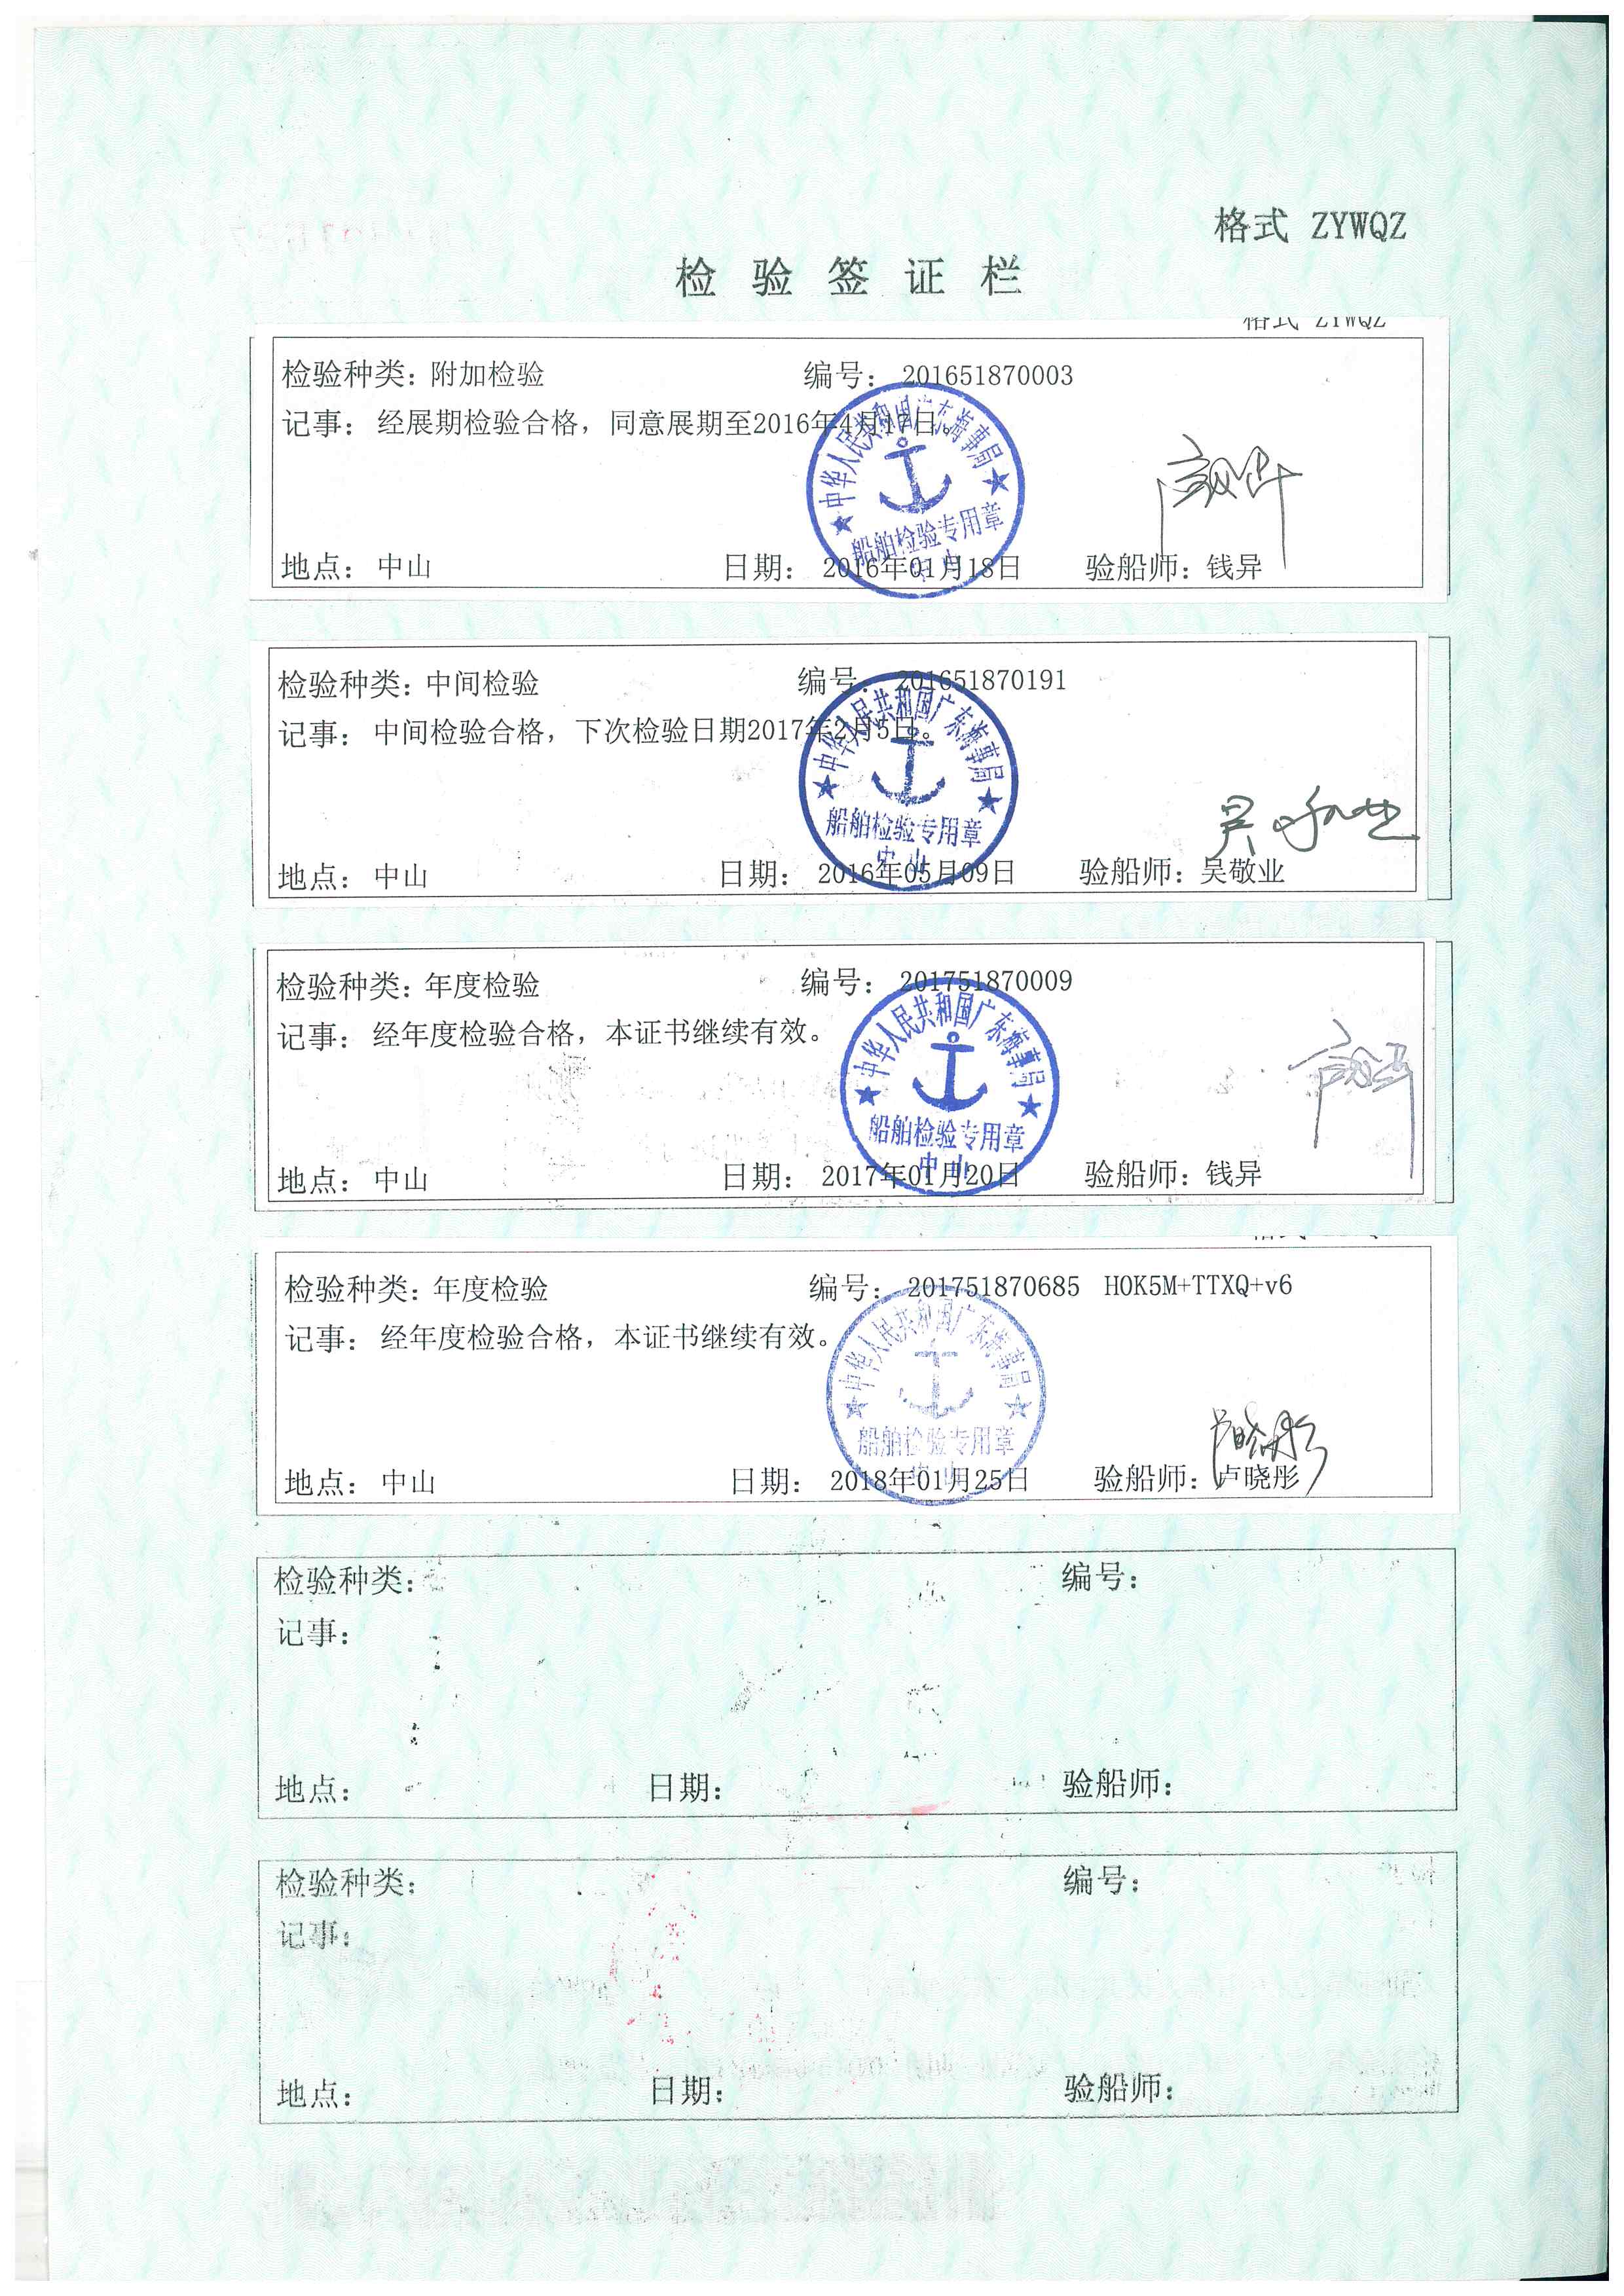 格式 ZYWQZ
检验签证栏
格式 ZYWQZ
检验种类：附加检验 编号： 201651870003
记事： 经展期检验合格，同意展期至2016年4月17日。
中华人民共和国广东海事局
船舶检验专用章
中山
地点： 中山 日期： 2016年01月18日 验船师：钱异
检验种类：中间检验 编号： 201651870191
记事： 中间检验合格，下次检验日期2017年2月5日。
中华人民共和国广东海事局
船舶检验专用章
中山
地点： 中山 日期： 2016年05月09日 验船师：吴敬业
检验种类：年度检验 编号： 201751870009
记事： 经年度检验合格，本证书继续有效。
中华人民共和国广东海事局
船舶检验专用章
中山
地点： 中山 日期： 2017年01月20日 验船师：钱异
检验种类：年度检验 编号： 201751870685 HOK5M+TTXQ+v6
记事： 经年度检验合格，本证书继续有效。
中华人民共和国广东海事局
船舶检验专用章
中山
卢晓彤
地点： 中山 日期： 2018年01月25日 验船师：卢晓彤
检验种类： 编号：
记事：
地点： 日期： 验船师：
检验种类： 编号：
记事：
地点： 日期： 验船师：